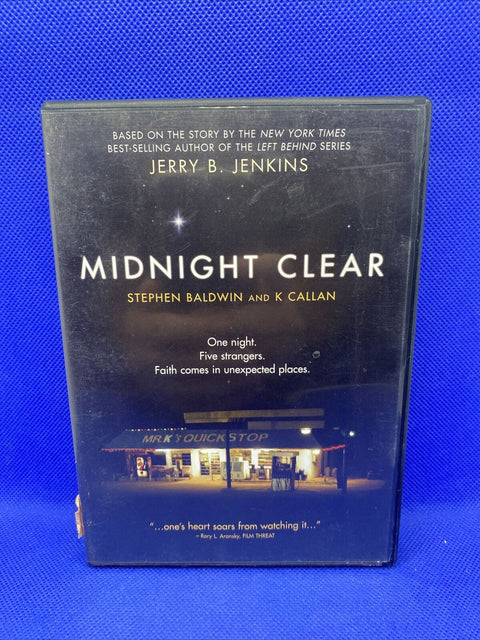 BASED ON THE STORY BY THE NEW YORK TIMES
BEST-SELLING AUTHOR OF THE LEFT BEHIND SERIES
JERRY B. JENKINS
MIDNIGHT CLEAR
STEPHEN BALDWIN AND K CALLAN
One night.
Five strangers.
Faith comes in unexpected places.
MR.K's QUICK STOP
"...one's heart soars from watching it..."
– Rory L. Aronsky, FILM THREAT